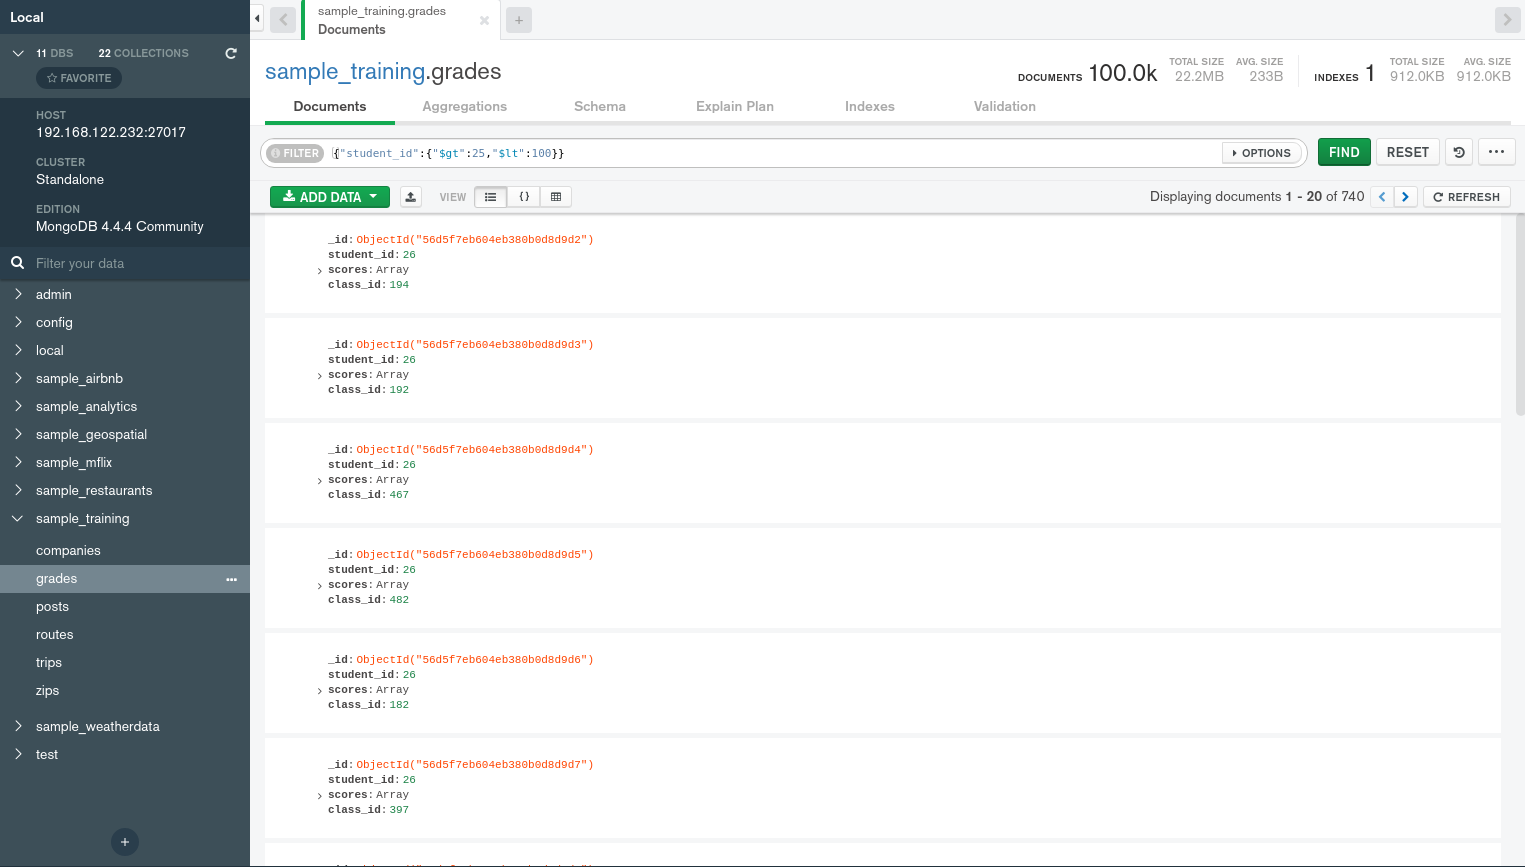 Local
11 DBS 22 COLLECTIONS
FAVORITE
HOST
192.168.122.232:27017
CLUSTER
Standalone
EDITION
MongoDB 4.4.4 Community
Filter your data
admin
config
local
sample_airbnb
sample_analytics
sample_geospatial
sample_mflix
sample_restaurants
sample_training
companies
grades
posts
routes
trips
zips
sample_weatherdata
test
sample_training.grades
Documents
sample_training.grades
DOCUMENTS 100.0k TOTAL SIZE 22.2MB AVG. SIZE 233B INDEXES 1 TOTAL SIZE 912.0KB AVG. SIZE 912.0KB
Documents Aggregations Schema Explain Plan Indexes Validation
FILTER {"student_id":{"$gt":25,"$lt":100}} OPTIONS FIND RESET
ADD DATA VIEW Displaying documents 1 - 20 of 740 REFRESH
_id: ObjectId("56d5f7eb604eb380b0d8d9d2")
student_id: 26
scores: Array
class_id: 194
_id: ObjectId("56d5f7eb604eb380b0d8d9d3")
student_id: 26
scores: Array
class_id: 192
_id: ObjectId("56d5f7eb604eb380b0d8d9d4")
student_id: 26
scores: Array
class_id: 467
_id: ObjectId("56d5f7eb604eb380b0d8d9d5")
student_id: 26
scores: Array
class_id: 482
_id: ObjectId("56d5f7eb604eb380b0d8d9d6")
student_id: 26
scores: Array
class_id: 182
_id: ObjectId("56d5f7eb604eb380b0d8d9d7")
student_id: 26
scores: Array
class_id: 397